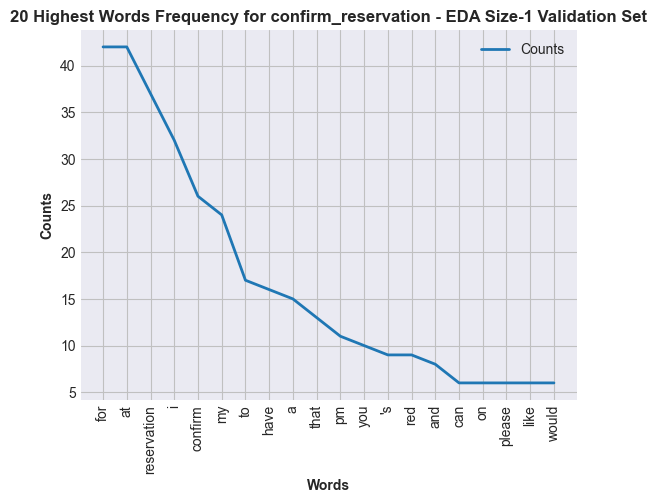 20 Highest Words Frequency for confirm_reservation - EDA Size-1 Validation Set
Counts
40
35
30
25
20
15
10
5
Counts
for
at
reservation
i
confirm
my
to
have
a
that
pm
you
's
red
and
can
on
please
like
would
Words